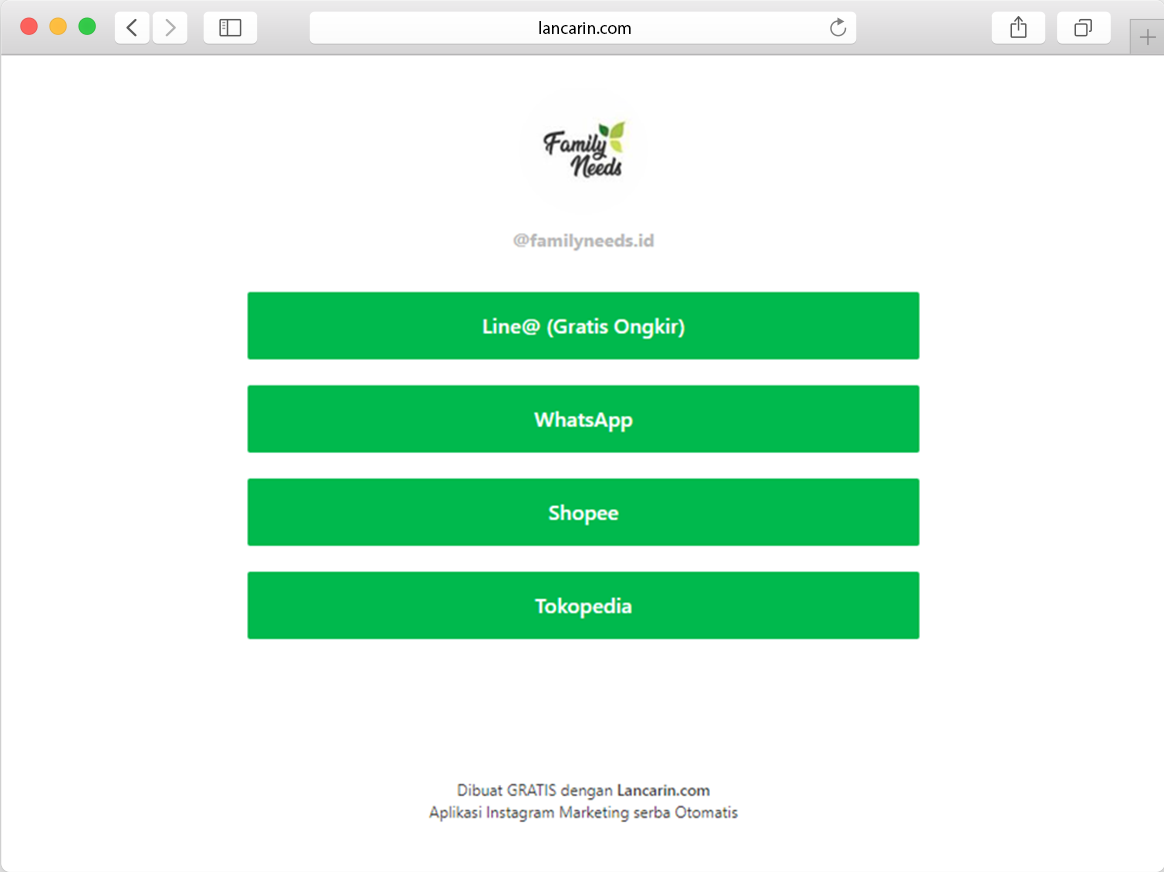 lancarin.com
Family
Needs
@familyneeds.id
Line@ (Gratis Ongkir)
WhatsApp
Shopee
Tokopedia
Dibuat GRATIS dengan Lancarin.com
Aplikasi Instagram Marketing serba Otomatis